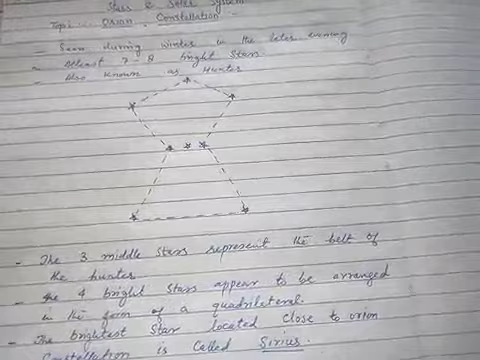 Stars & Solar System
Topic:- Orion Constellation.
- Seen during winter in the later evening
- Atleast 7-8 bright stars
- Also known as Hunter
- The 3 middle stars represent the belt of
the hunter
- The 4 bright stars appear to be arranged
in the form of a quadrilateral.
- The brightest star located close to orion
Constellation is called Sirius.